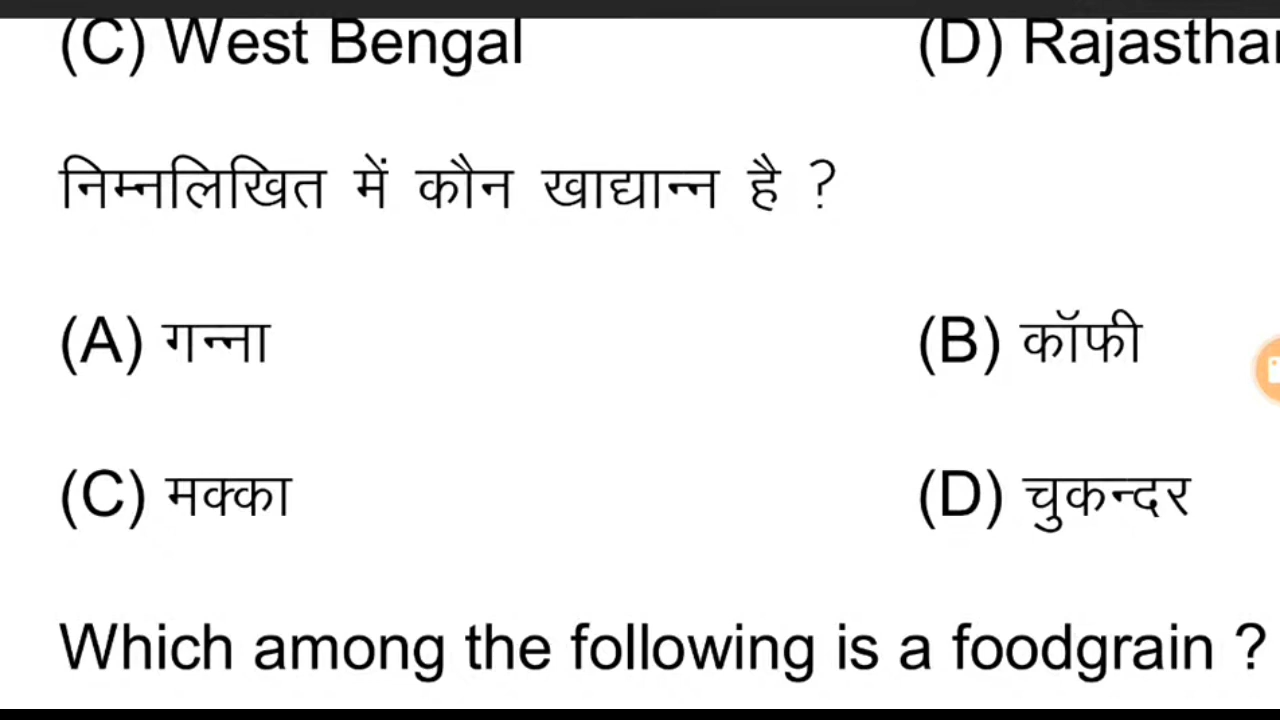 (C) West Bengal (D) Rajasthan
निम्नलिखित में कौन खाद्यान्न है ?
(A) गन्ना (B) कॉफी
(C) मक्का (D) चुकन्दर
Which among the following is a foodgrain ?